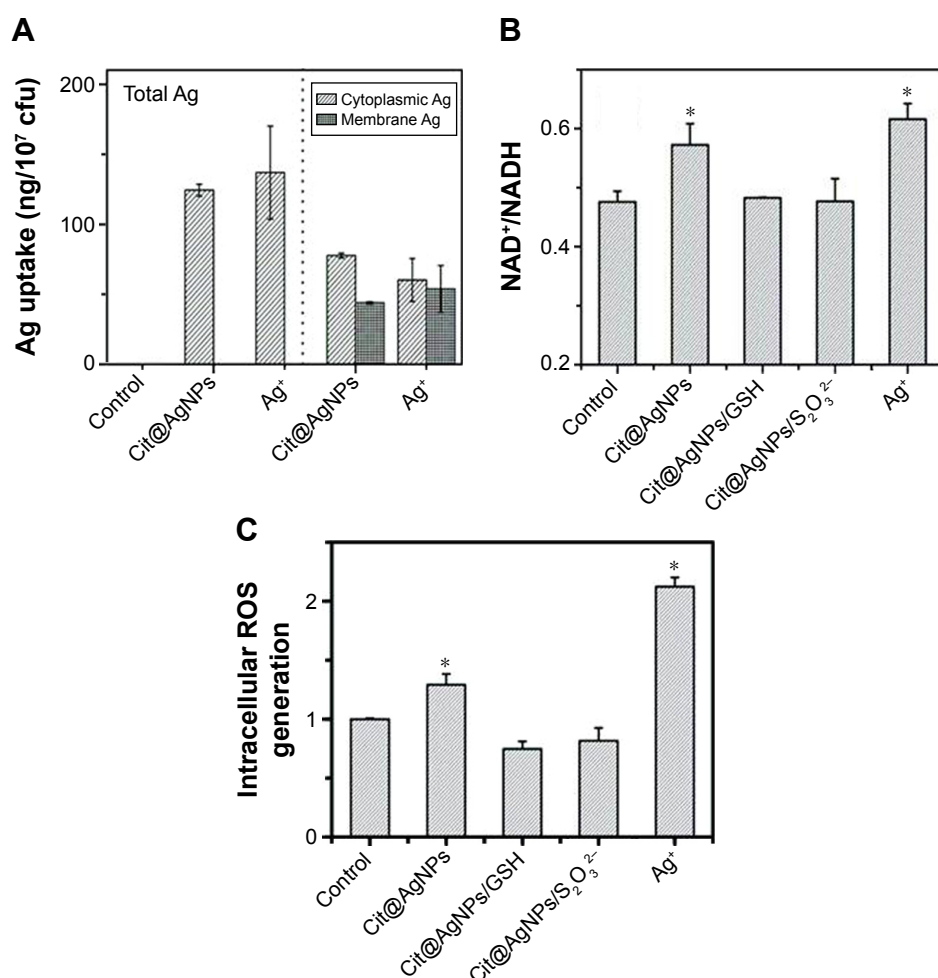 A
Ag uptake (ng/10⁷ cfu)
200
100
0
Total Ag
Cytoplasmic Ag
Membrane Ag
Control
Cit@AgNPs
Ag⁺
Cit@AgNPs
Ag⁺
B
NAD⁺/NADH
0.6
0.4
0.2
*
*
Control
Cit@AgNPs
Cit@AgNPs/GSH
Cit@AgNPs/S₂O₃²⁻
Ag⁺
C
Intracellular ROS
generation
2
1
0
*
*
Control
Cit@AgNPs
Cit@AgNPs/GSH
Cit@AgNPs/S₂O₃²⁻
Ag⁺